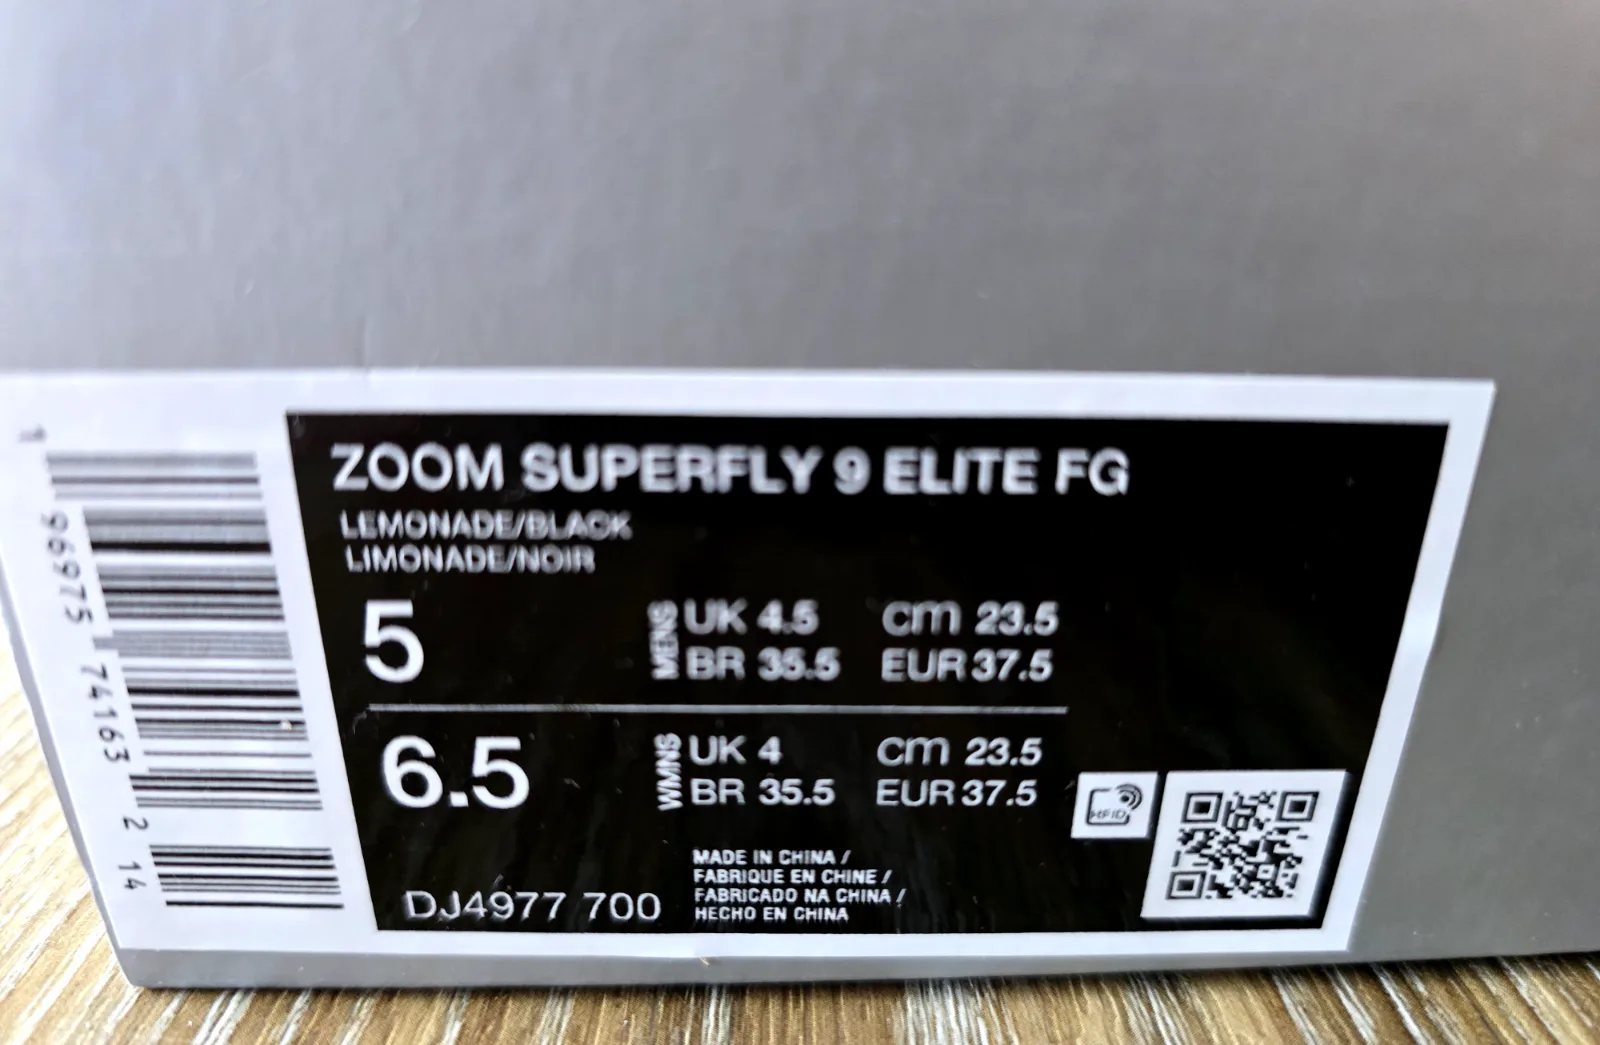 ZOOM SUPERFLY 9 ELITE FG
LEMONADE/BLACK
LIMONADE/NOIR
5
MENS
UK 4.5 CM 23.5
BR 35.5 EUR 37.5
6.5
WMNS
UK 4 CM 23.5
BR 35.5 EUR 37.5
RFID
DJ4977 700
MADE IN CHINA /
FABRIQUE EN CHINE /
FABRICADO NA CHINA /
HECHO EN CHINA
1 96975 74163 2 14